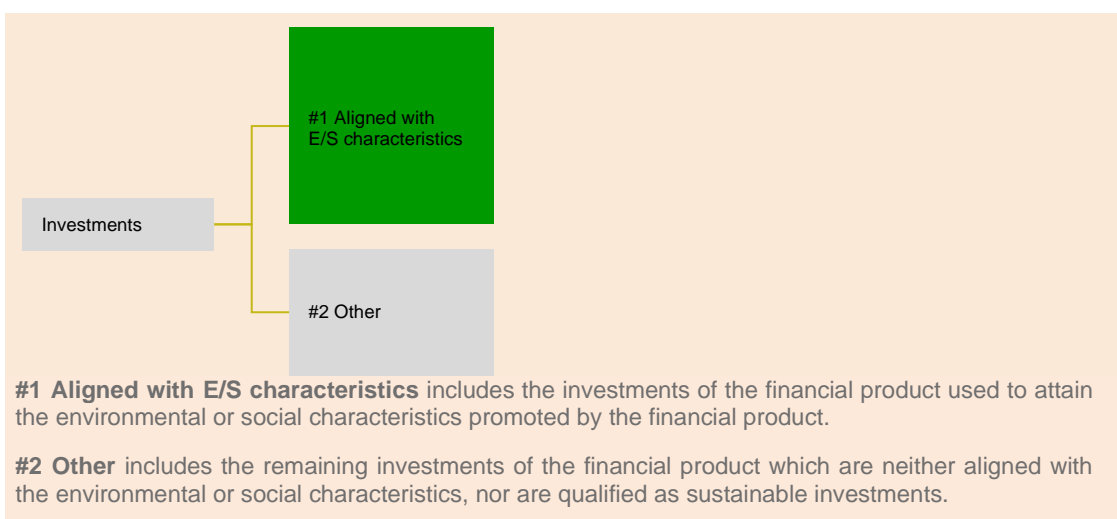 #1 Aligned with
E/S characteristics
Investments
#2 Other
#1 Aligned with E/S characteristics includes the investments of the financial product used to attain
the environmental or social characteristics promoted by the financial product.
#2 Other includes the remaining investments of the financial product which are neither aligned with
the environmental or social characteristics, nor are qualified as sustainable investments.